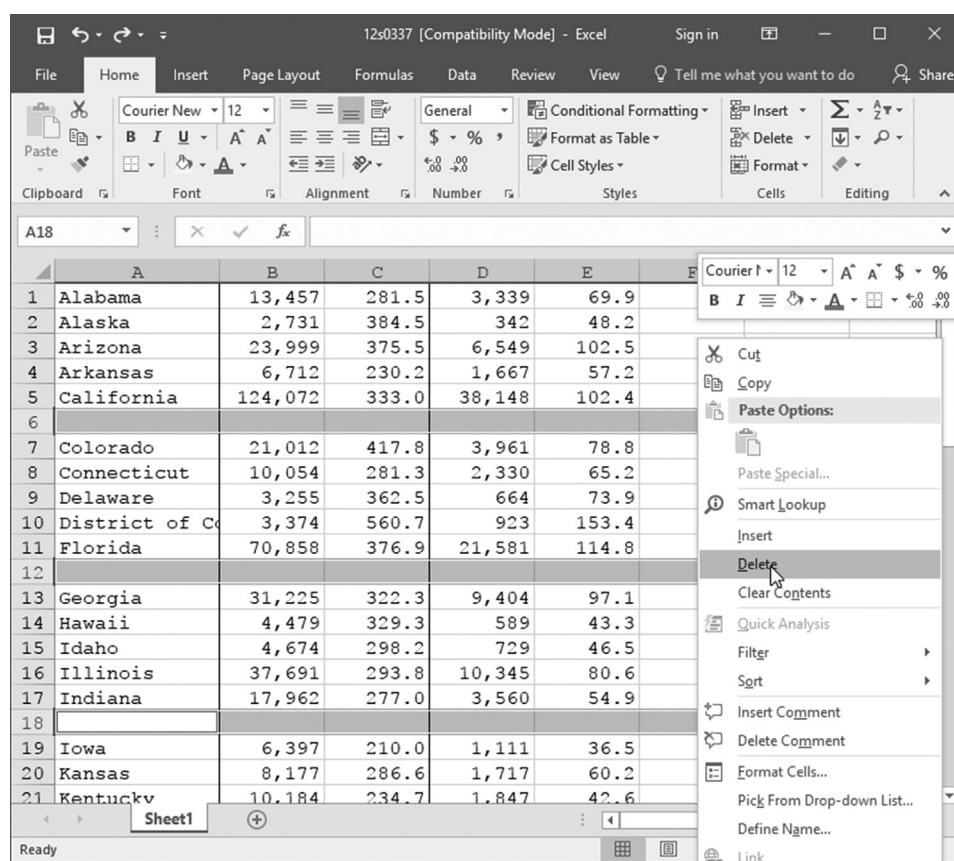 12s0337 [Compatibility Mode] - Excel Sign in
File Home Insert Page Layout Formulas Data Review View Tell me what you want to do Share
Paste Courier New 12 General Conditional Formatting Insert
B I U A A $ % , Format as Table Delete
A .00 .00 Cell Styles Format
Clipboard Font Alignment Number Styles Cells Editing
A18 fx
A B C D E F
Courier 12 A A $ %
B I A .00 .00
1 Alabama 13,457 281.5 3,339 69.9
2 Alaska 2,731 384.5 342 48.2
3 Arizona 23,999 375.5 6,549 102.5
4 Arkansas 6,712 230.2 1,667 57.2
5 California 124,072 333.0 38,148 102.4
6
7 Colorado 21,012 417.8 3,961 78.8
8 Connecticut 10,054 281.3 2,330 65.2
9 Delaware 3,255 362.5 664 73.9
10 District of Co 3,374 560.7 923 153.4
11 Florida 70,858 376.9 21,581 114.8
12
13 Georgia 31,225 322.3 9,404 97.1
14 Hawaii 4,479 329.3 589 43.3
15 Idaho 4,674 298.2 729 46.5
16 Illinois 37,691 293.8 10,345 80.6
17 Indiana 17,962 277.0 3,560 54.9
18
19 Iowa 6,397 210.0 1,111 36.5
20 Kansas 8,177 286.6 1,717 60.2
21 Kentucky 10,184 234.7 1,847 42.6
Cut
Copy
Paste Options:
Paste Special...
Smart Lookup
Insert
Delete
Clear Contents
Quick Analysis
Filter
Sort
Insert Comment
Delete Comment
Format Cells...
Pick From Drop-down List...
Define Name...
Link
Sheet1
Ready